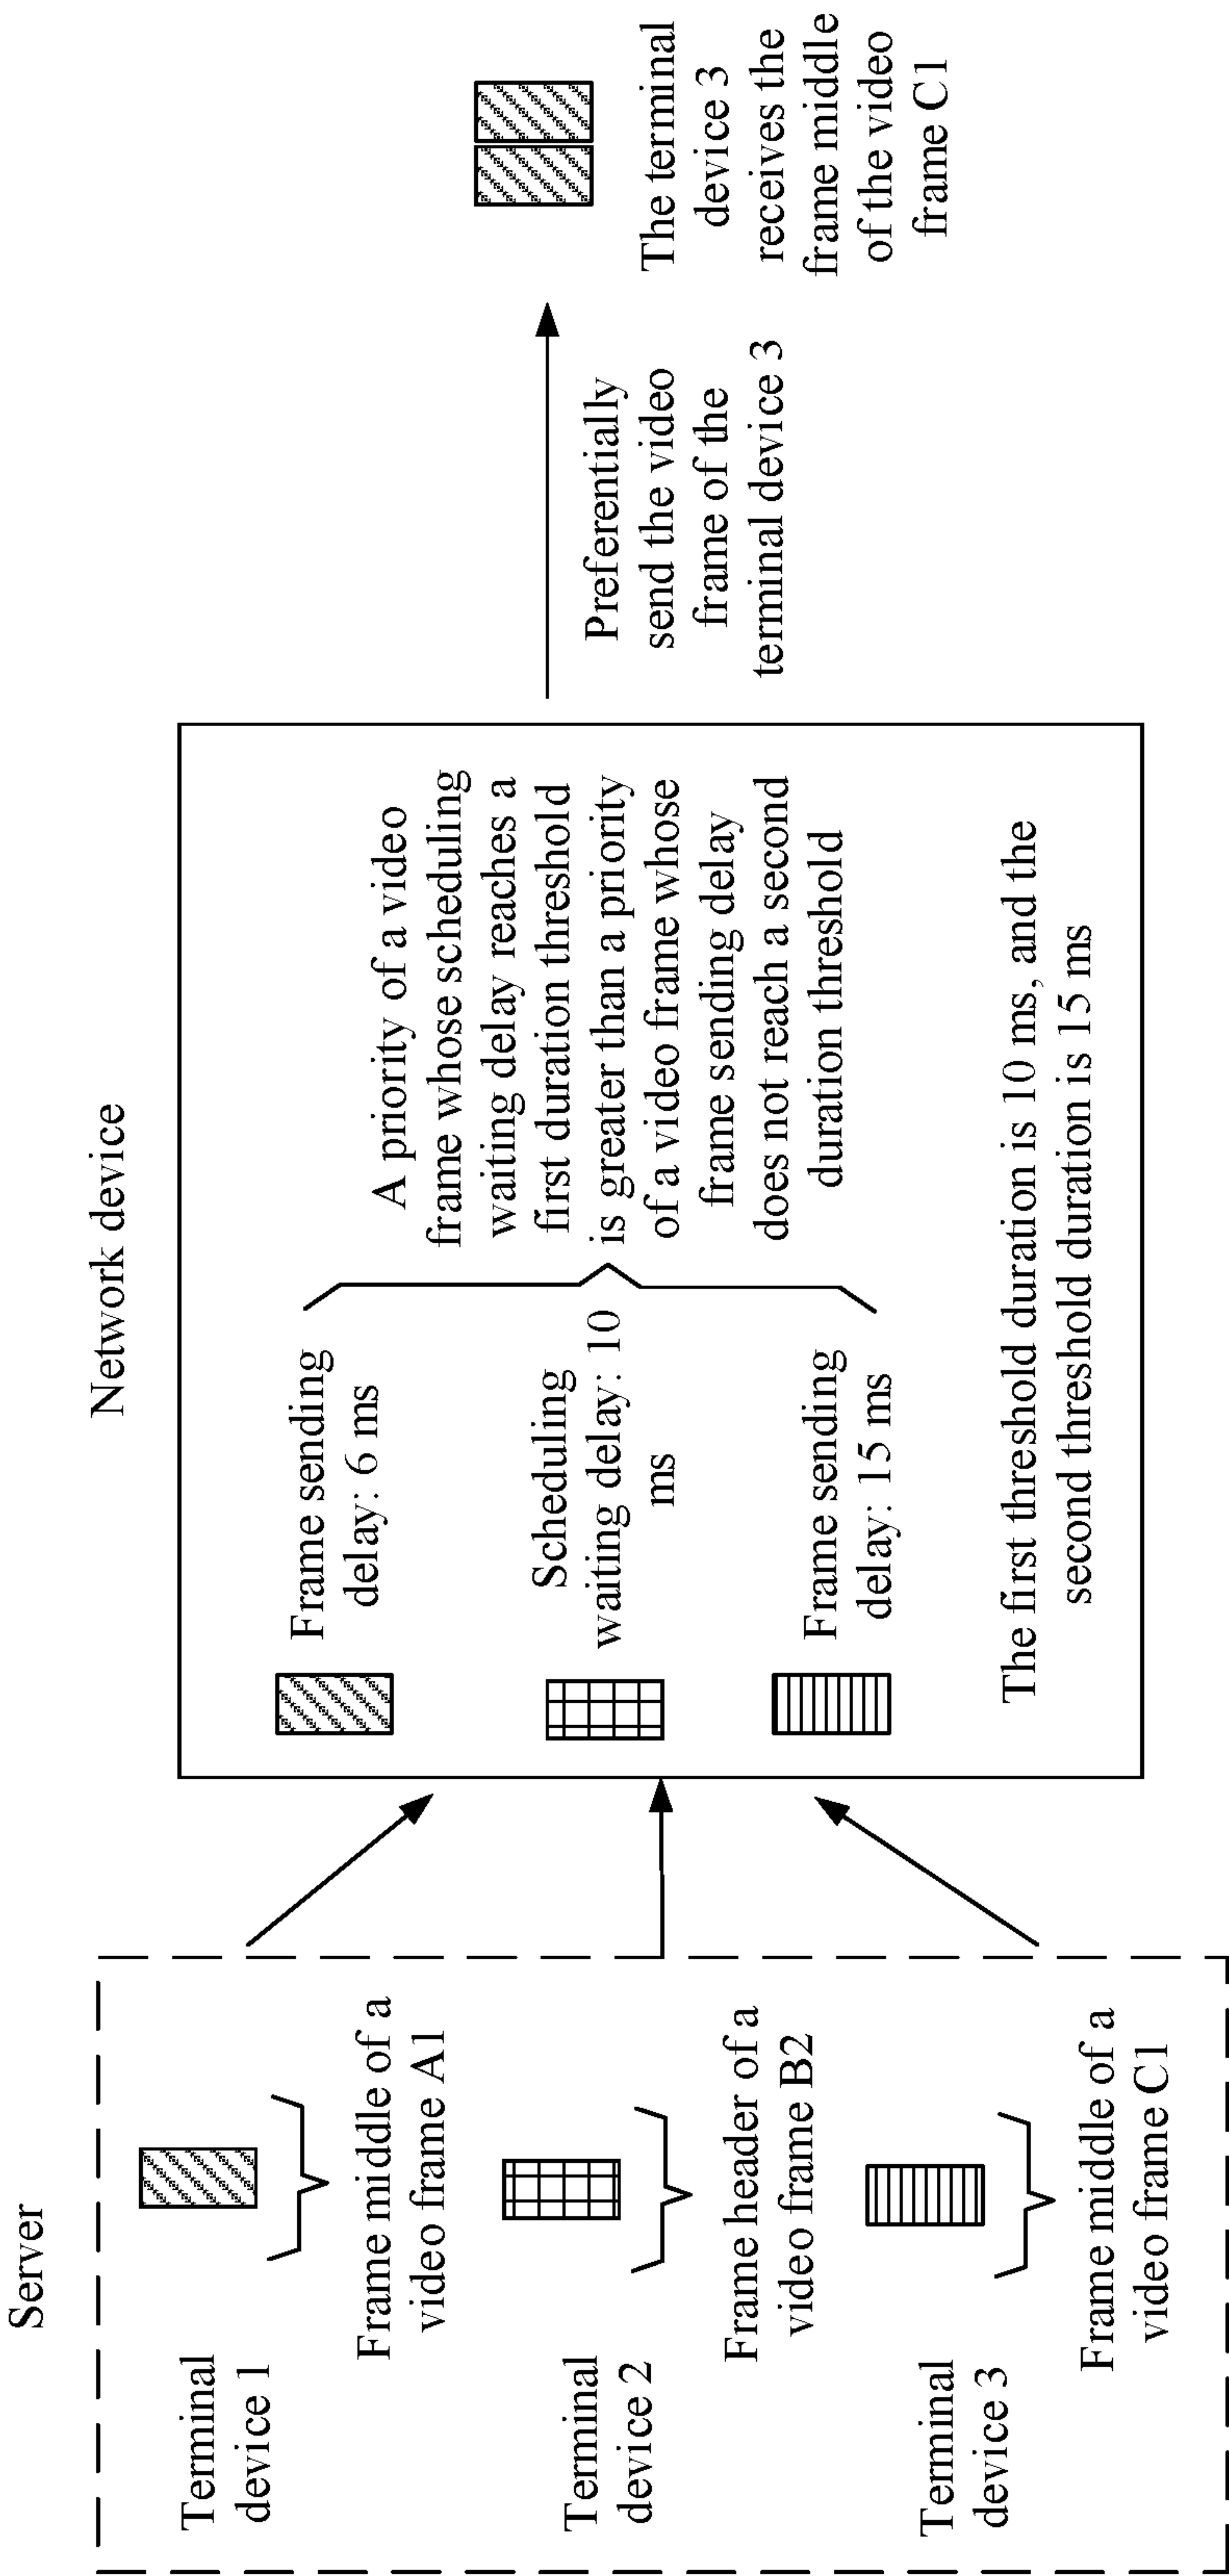 Server
Terminal
device 1
Frame middle of a
video frame A1
Terminal
device 2
Frame header of a
video frame B2
Terminal
device 3
Frame middle of a
video frame C1
Network device
Frame sending
delay: 6 ms
Scheduling
waiting delay: 10
ms
Frame sending
delay: 15 ms
A priority of a video
frame whose scheduling
waiting delay reaches a
first duration threshold
is greater than a priority
of a video frame whose
frame sending delay
does not reach a second
duration threshold
The first threshold duration is 10 ms, and the
second threshold duration is 15 ms
Preferentially
send the video
frame of the
terminal device 3
The terminal
device 3
receives the
frame middle
of the video
frame C1